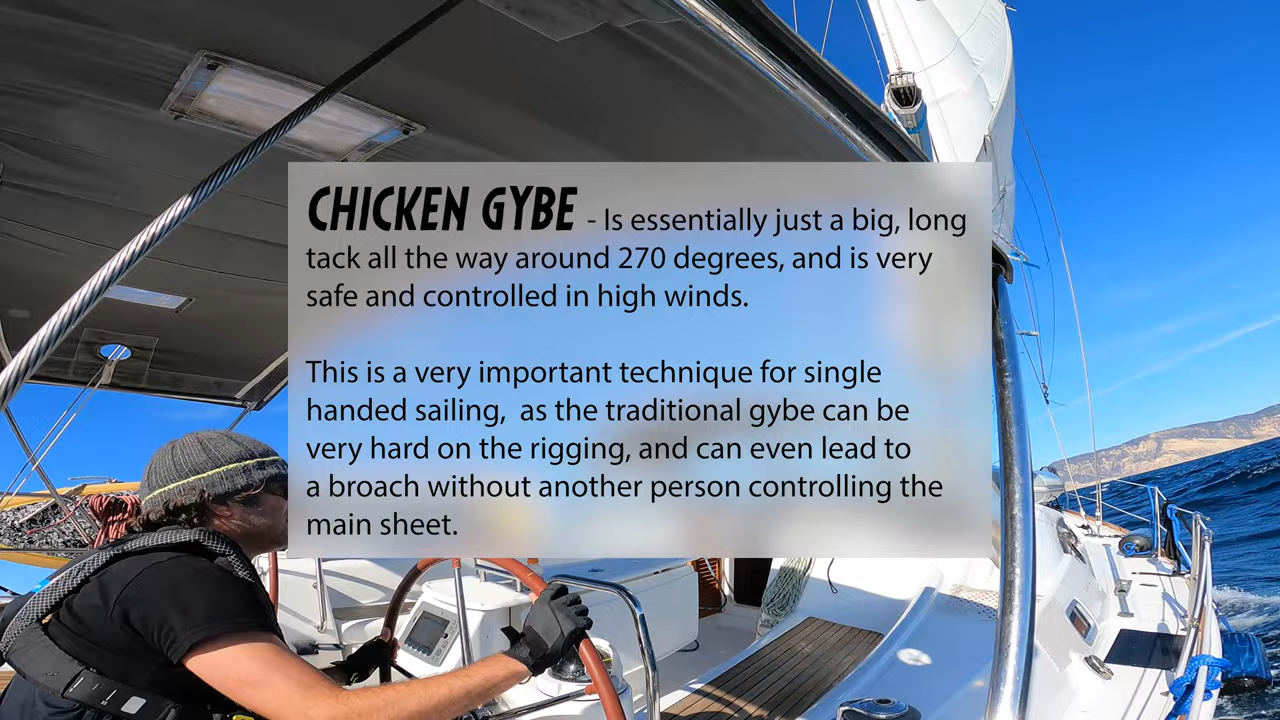 CHICKEN GYBE - Is essentially just a big, long
tack all the way around 270 degrees, and is very
safe and controlled in high winds.
This is a very important technique for single
handed sailing,  as the traditional gybe can be
very hard on the rigging, and can even lead to
a broach without another person controlling the
main sheet.